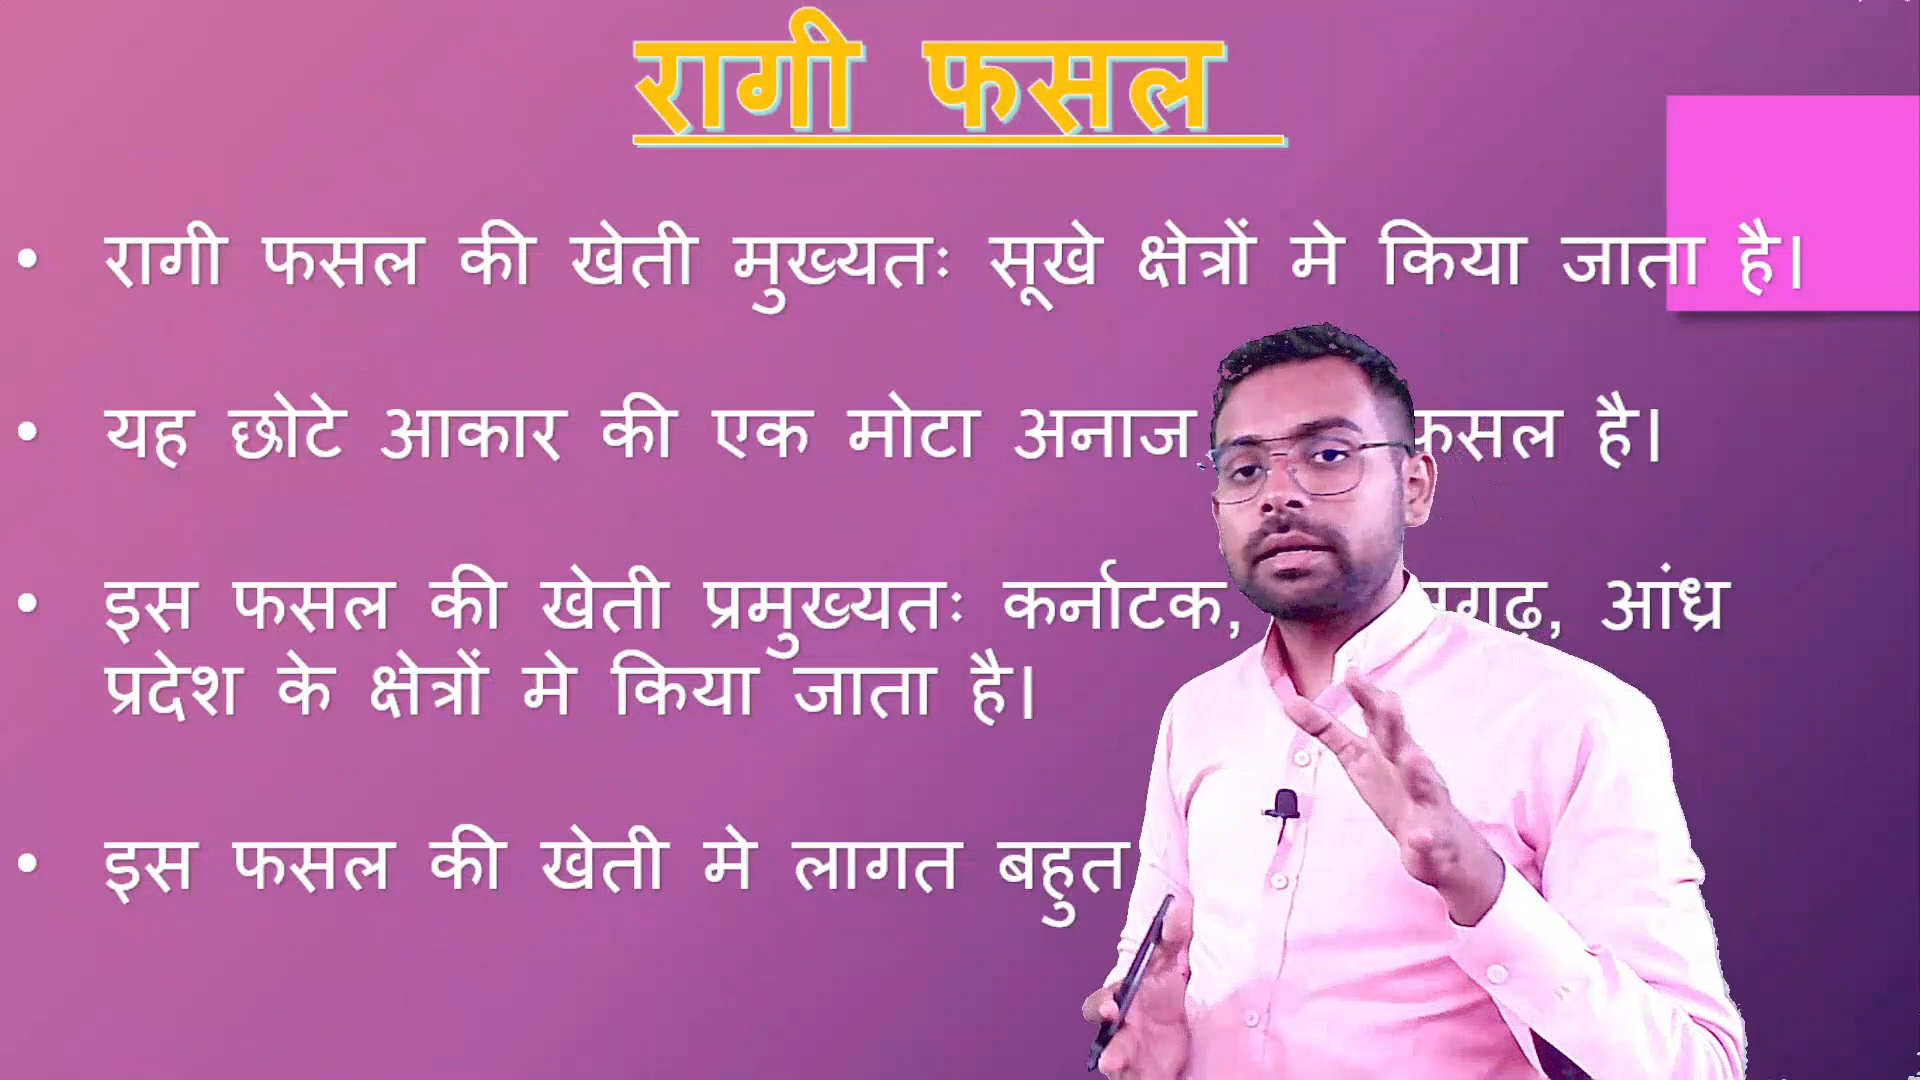 रागी फसल
• रागी फसल की खेती मुख्यतः सूखे क्षेत्रों मे किया जाता है।
• यह छोटे आकार की एक मोटा अनाज फसल है।
• इस फसल की खेती प्रमुख्यतः कर्नाटक, आंध्र
प्रदेश के क्षेत्रों मे किया जाता है।
• इस फसल की खेती मे लागत बहुत